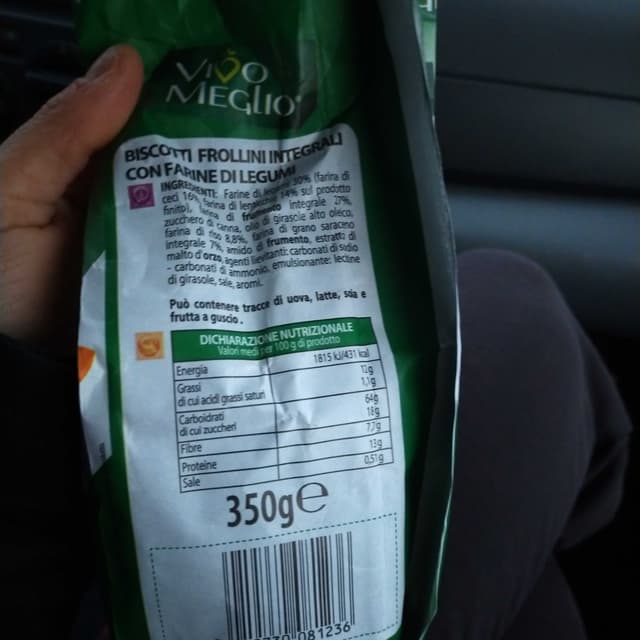 VIVO
MEGLIO
BISCOTTI FROLLINI INTEGRALI
CON FARINE DI LEGUMI
INGREDIENTI: Farine di legumi 30% (farina di
ceci 16%, farina di lenticchie 14% sul prodotto
finito), farina di frumento integrale 27%,
zucchero di canna, olio di girasole alto oleico,
farina di riso 8,8%, farina di grano saraceno
integrale 7%, amido di frumento, estratto di
malto d'orzo, agenti lievitanti: carbonati di sodio
- carbonati di ammonio, emulsionante: lecitine
di girasole, sale, aromi.
Può contenere tracce di uova, latte, soia e
frutta a guscio.
DICHIARAZIONE NUTRIZIONALE
Valori medi per 100 g di prodotto
Energia 1815 kJ/431 kcal
Grassi 12g
di cui acidi grassi saturi 1,1g
Carboidrati 64g
di cui zuccheri 18g
Fibre 7,7g
Proteine 13g
Sale 0,51g
350g e
081236